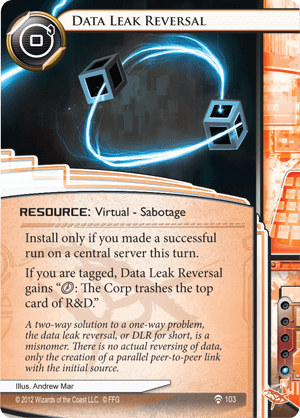 DATA LEAK REVERSAL
0
RESOURCE: Virtual - Sabotage
Install only if you made a successful
run on a central server this turn.
If you are tagged, Data Leak Reversal
gains “: The Corp trashes the top
card of R&D.”
A two-way solution to a one-way problem,
the data leak reversal, or DLR for short, is a
misnomer. There is no actual reversing of data,
only the creation of a parallel peer-to-peer link
with the initial source.
Illus. Andrew Mar
© 2012 Wizards of the Coast LLC. © FFG
103